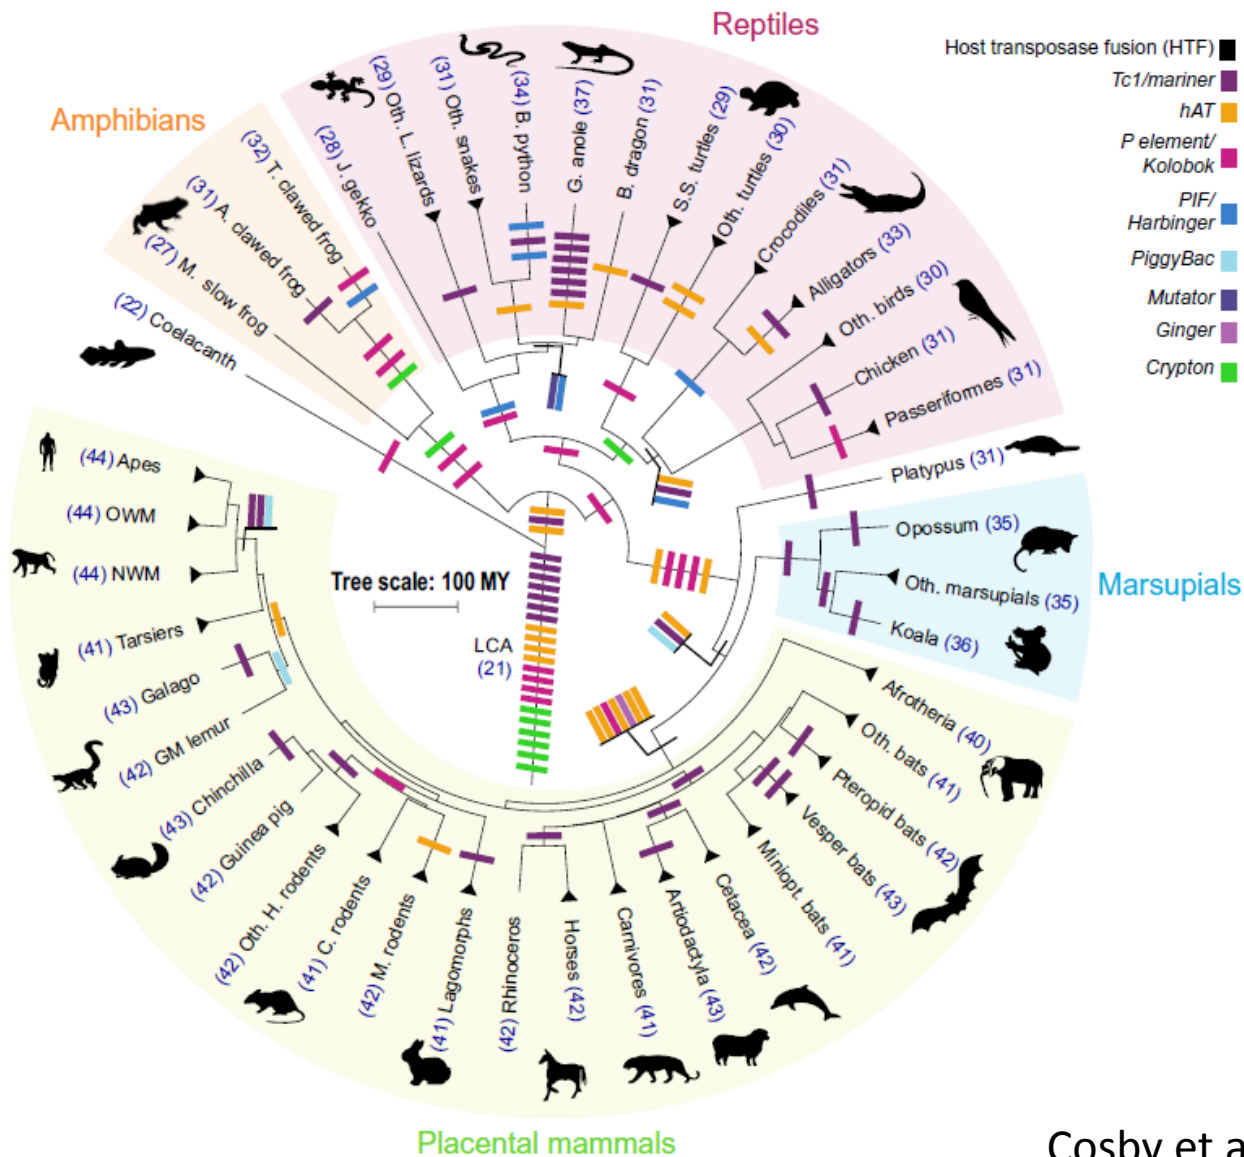 Reptiles
Host transposase fusion (HTF)
Tc1/mariner
hAT
P element/
Kolobok
PIF/
Harbinger
PiggyBac
Mutator
Ginger
Crypton
Amphibians
(22) Coelacanth
(27) M. slow frog
(31) A. clawed frog
(32) T. clawed frog
(28) J. gekko
(29) Oth. L. lizards
(31) Oth. snakes
(34) B. python
G. anole (37)
B. dragon (31)
S.S. turtles (29)
Oth. turtles (30)
Crocodiles (31)
Alligators (33)
Oth. birds (30)
Chicken (31)
Passeriformes (31)
Platypus (31)
Marsupials
Opossum (35)
Oth. marsupials (35)
Koala (36)
Tree scale: 100 MY
LCA
(21)
Afrotheria (40)
Oth. bats (41)
Pteropid bats (42)
Vesper bats (43)
Miniopt. bats (41)
Cetacea (42)
Artiodactyla (43)
Carnivores (41)
Horses (42)
(42) Rhinoceros
(41) Lagomorphs
(42) M. rodents
(41) C. rodents
(42) Oth. H. rodents
(42) Guinea pig
(43) Chinchilla
(42) GM lemur
(43) Galago
(41) Tarsiers
(44) NWM
(44) OWM
(44) Apes
Placental mammals
Cosby et a